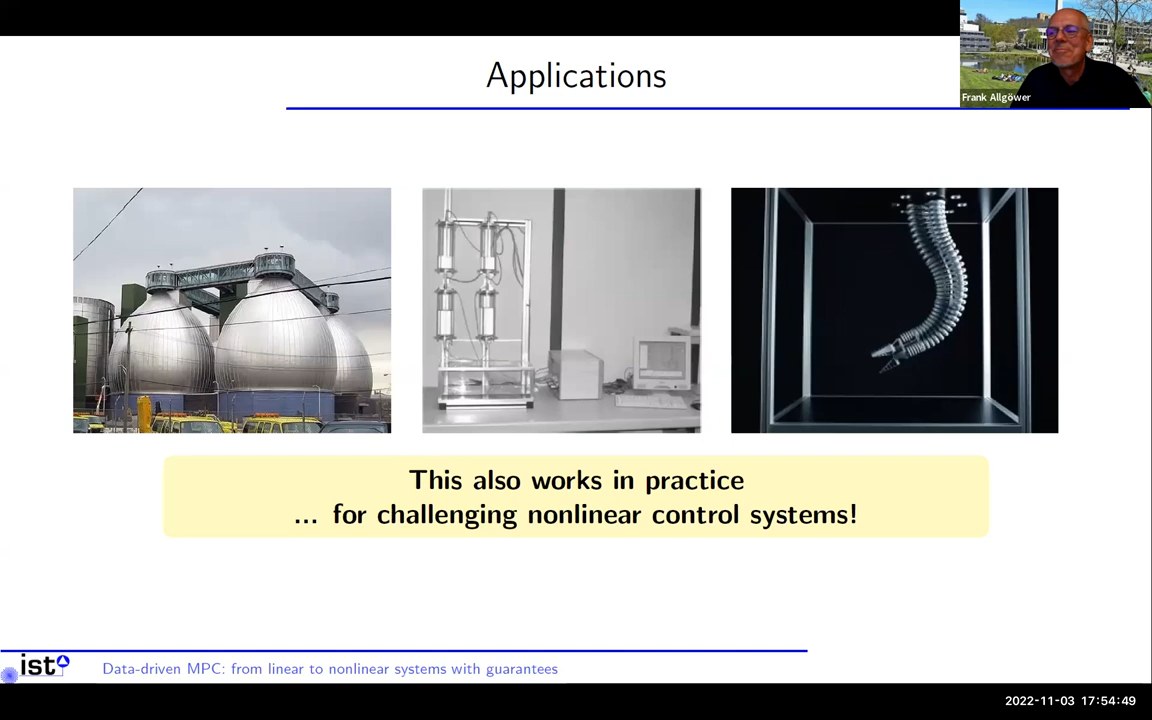 Applications
Frank Allgöwer
This also works in practice
... for challenging nonlinear control systems!
ist
Data-driven MPC: from linear to nonlinear systems with guarantees
2022-11-03 17:54:49